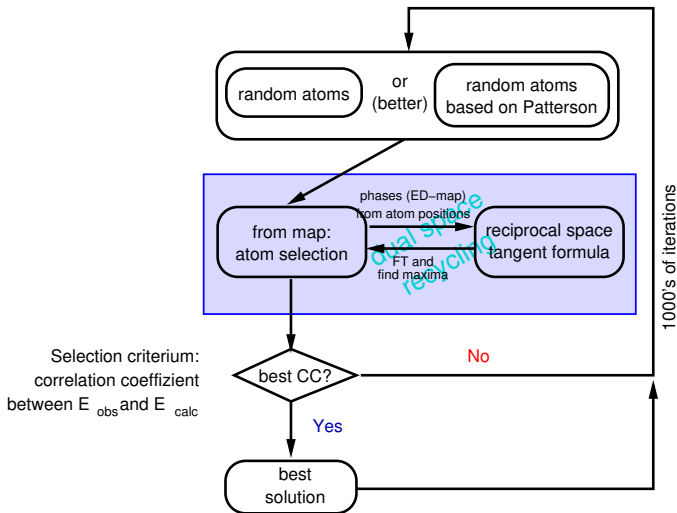 random atoms
or
(better)
random atoms
based on Patterson
phases (ED−map)
from atom positions
from map:
atom selection
dual space
recycling
reciprocal space
tangent formula
FT and
find maxima
1000's of iterations
Selection criterium:
correlation coeffizient
between E obs and E calc
best CC?
No
Yes
best
solution